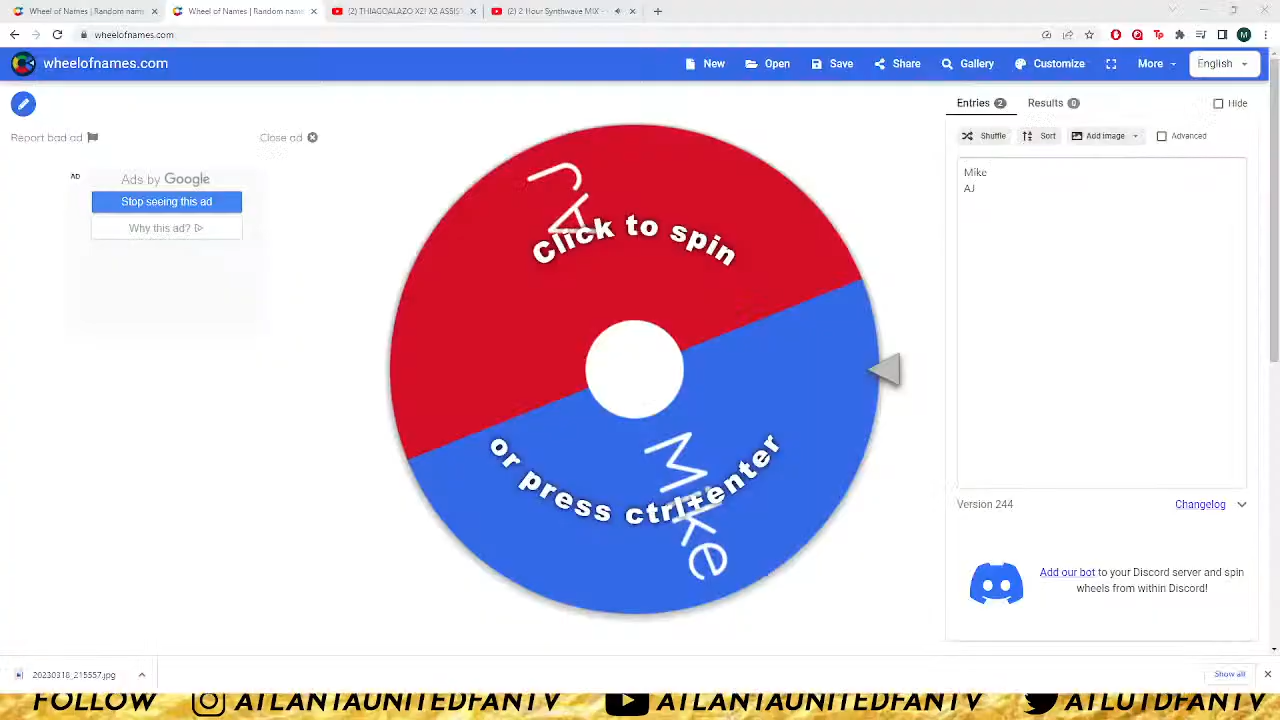 Wheel of Names | Random name
Wheel of Names | Random name
(2) THIAGOALAZO X2! X2 ASSIST
(2) 2 Hour Synthwave MIX -
wheelofnames.com
wheelofnames.com
New
Open
Save
Share
Gallery
Customize
More
English
Report bad ad
Close ad
AD
Ads by Google
Stop seeing this ad
Why this ad?
AJ
Click to spin
or press ctrl+enter
Mike
Entries 2
Results 0
Hide
Shuffle
Sort
Add image
Advanced
Mike
AJ
Version 244
Changelog
Add our bot to your Discord server and spin
wheels from within Discord!
20230318_215557.jpg
Show all
FOLLOW
ATLANTAUNITEDFANTV
ATLUTDFANTV